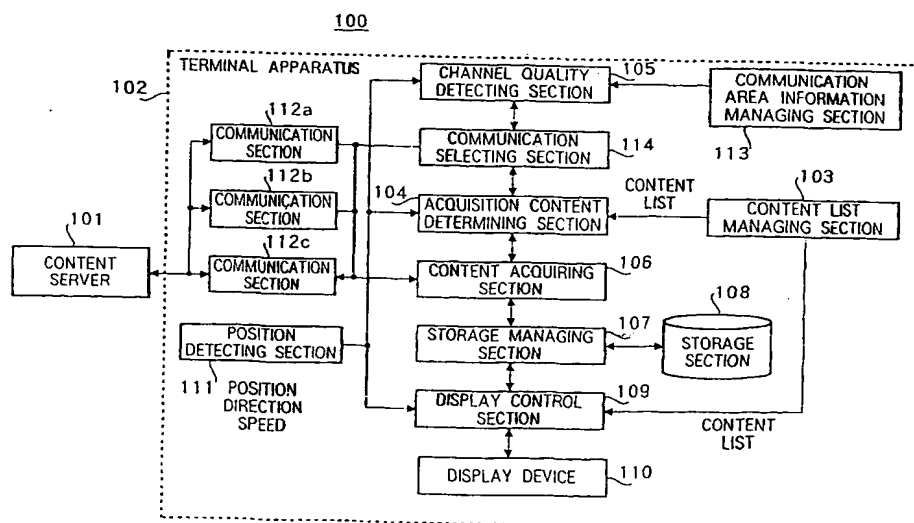 100
102
TERMINAL APPARATUS
CHANNEL QUALITY
DETECTING SECTION
105
COMMUNICATION
AREA INFORMATION
MANAGING SECTION
113
112a
COMMUNICATION
SECTION
COMMUNICATION
SELECTING SECTION
114
112b
COMMUNICATION
SECTION
104
ACQUISITION CONTENT
DETERMINING SECTION
CONTENT
LIST
103
CONTENT LIST
MANAGING SECTION
101
CONTENT
SERVER
112c
COMMUNICATION
SECTION
CONTENT ACQUIRING
SECTION
106
POSITION
DETECTING SECTION
111
POSITION
DIRECTION
SPEED
STORAGE MANAGING
SECTION
107
108
STORAGE
SECTION
DISPLAY CONTROL
SECTION
109
CONTENT
LIST
DISPLAY DEVICE
110